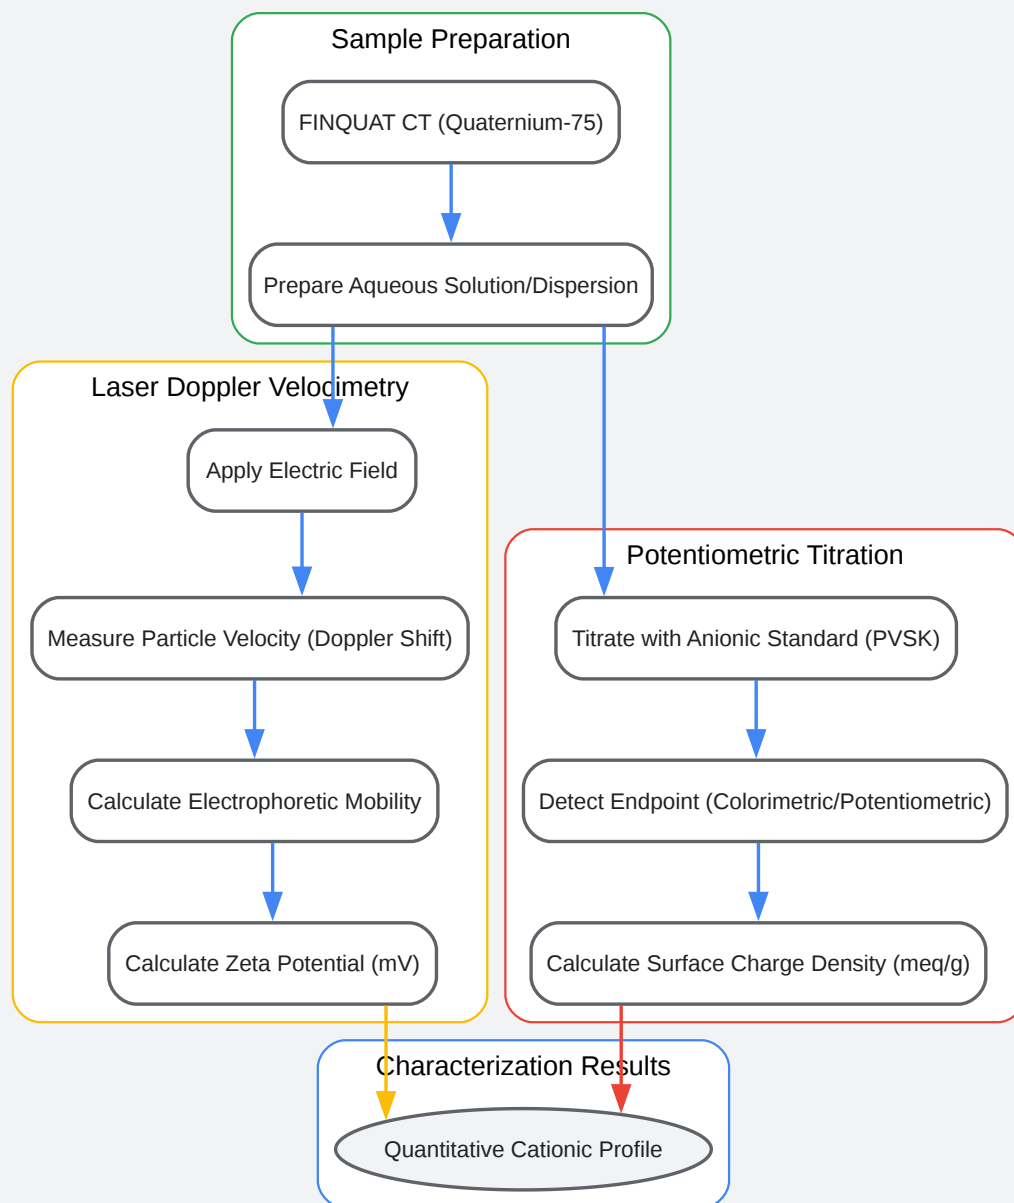 Sample Preparation
FINQUAT CT (Quaternium-75)
Prepare Aqueous Solution/Dispersion
Laser Doppler Velocimetry
Apply Electric Field
Measure Particle Velocity (Doppler Shift)
Calculate Electrophoretic Mobility
Calculate Zeta Potential (mV)
Potentiometric Titration
Titrate with Anionic Standard (PVSK)
Detect Endpoint (Colorimetric/Potentiometric)
Calculate Surface Charge Density (meq/g)
Characterization Results
Quantitative Cationic Profile